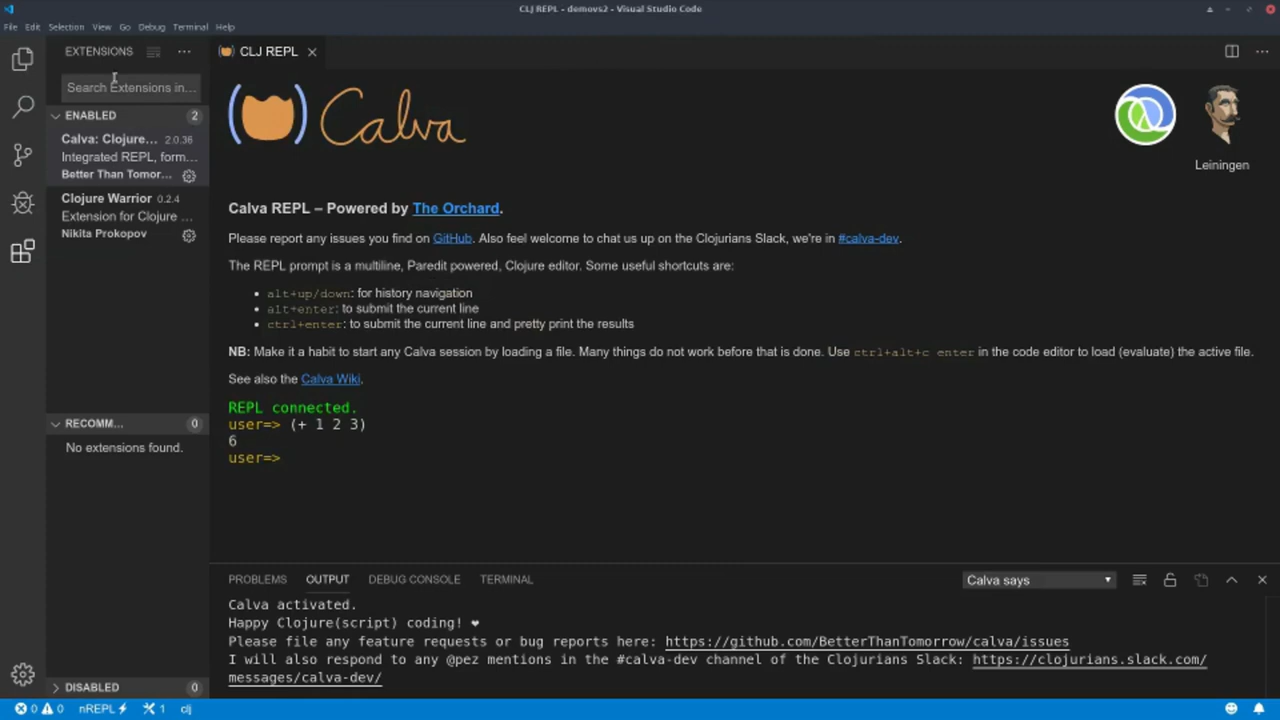 CLJ REPL - demovs2 - Visual Studio Code
File Edit Selection View Go Debug Terminal Help
EXTENSIONS
Search Extensions in...
ENABLED 2
Calva: Clojure... 2.0.36
Integrated REPL, form...
Better Than Tomor...
Clojure Warrior 0.2.4
Extension for Clojure ...
Nikita Prokopov
RECOMM... 0
No extensions found.
DISABLED 0
CLJ REPL
Calva
Leiningen
Calva REPL – Powered by The Orchard.
Please report any issues you find on GitHub. Also feel welcome to chat us up on the Clojurians Slack, we're in #calva-dev.
The REPL prompt is a multiline, Paredit powered, Clojure editor. Some useful shortcuts are:
• alt+up/down: for history navigation
• alt+enter: to submit the current line
• ctrl+enter: to submit the current line and pretty print the results
NB: Make it a habit to start any Calva session by loading a file. Many things do not work before that is done. Use ctrl+alt+c enter in the code editor to load (evaluate) the active file.
See also the Calva Wiki.
REPL connected.
user=> (+ 1 2 3)
6
user=>
PROBLEMS OUTPUT DEBUG CONSOLE TERMINAL
Calva says
Calva activated.
Happy Clojure(script) coding! ❤
Please file any feature requests or bug reports here: https://github.com/BetterThanTomorrow/calva/issues
I will also respond to any @pez mentions in the #calva-dev channel of the Clojurians Slack: https://clojurians.slack.com/
messages/calva-dev/
0 0 nREPL⚡ 1 clj